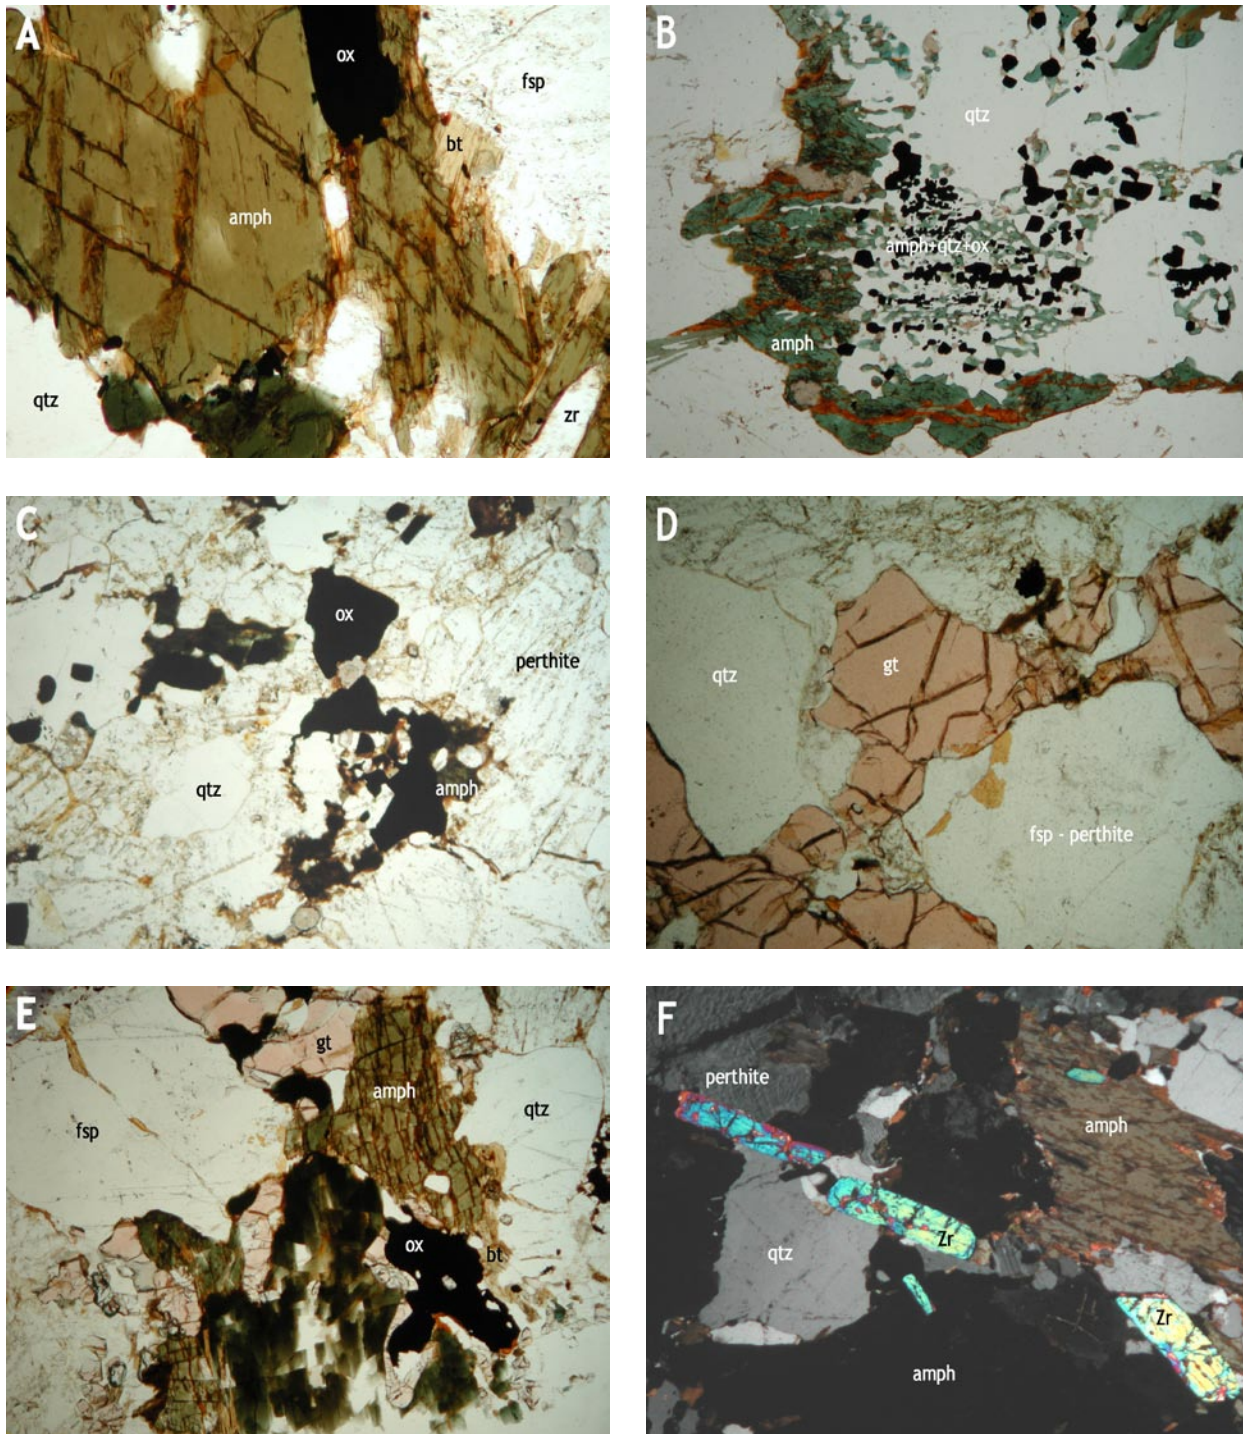 A
ox
fsp
bt
amph
qtz
zr
B
qtz
amph+qtz+ox
amph
C
ox
perthite
qtz
amph
D
qtz
gt
fsp - perthite
E
gt
amph
fsp
qtz
ox
bt
F
perthite
amph
qtz
Zr
Zr
amph